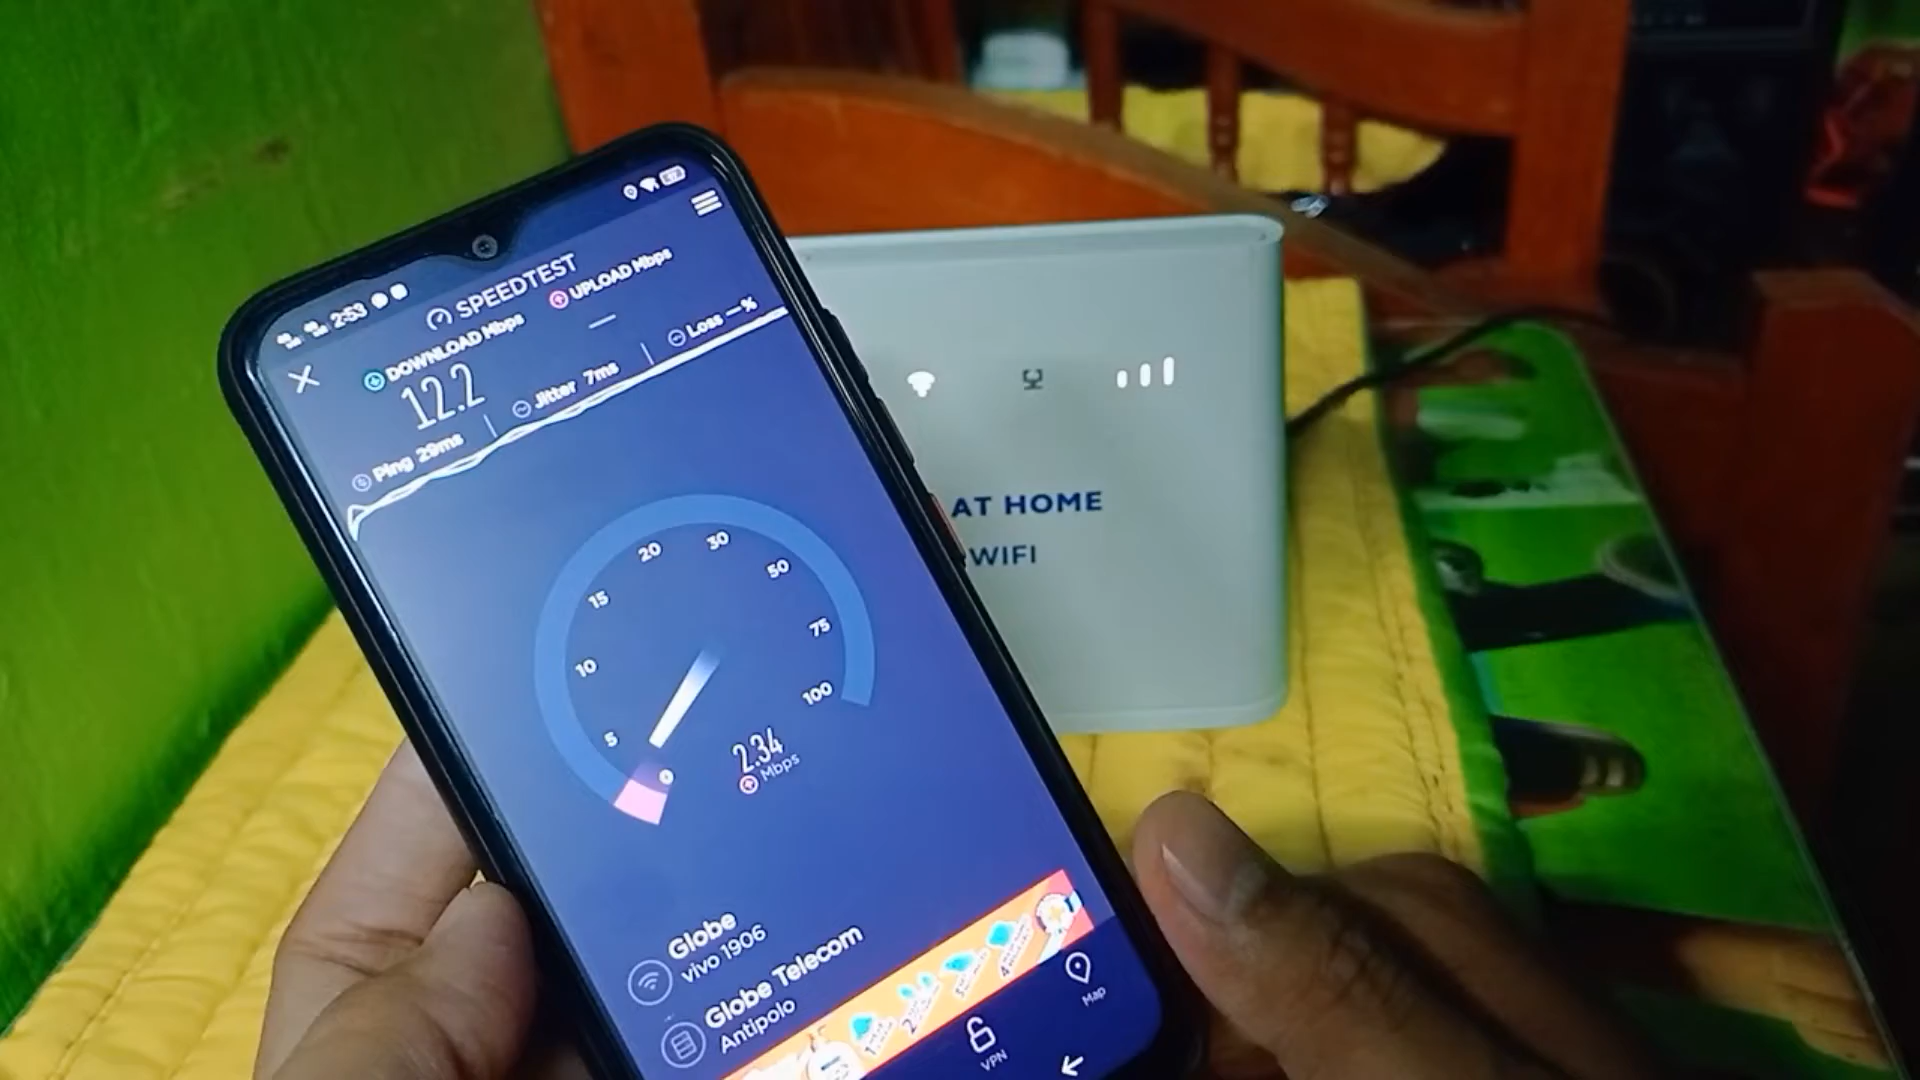 2:53
SPEEDTEST
DOWNLOAD Mbps
UPLOAD Mbps
12.2
—
Ping 29ms
Jitter 7ms
Loss —%
0
5
10
15
20
30
50
75
100
2.34
Mbps
Globe
vivo 1906
Globe Telecom
Antipolo
VPN
Map
AT HOME
WIFI